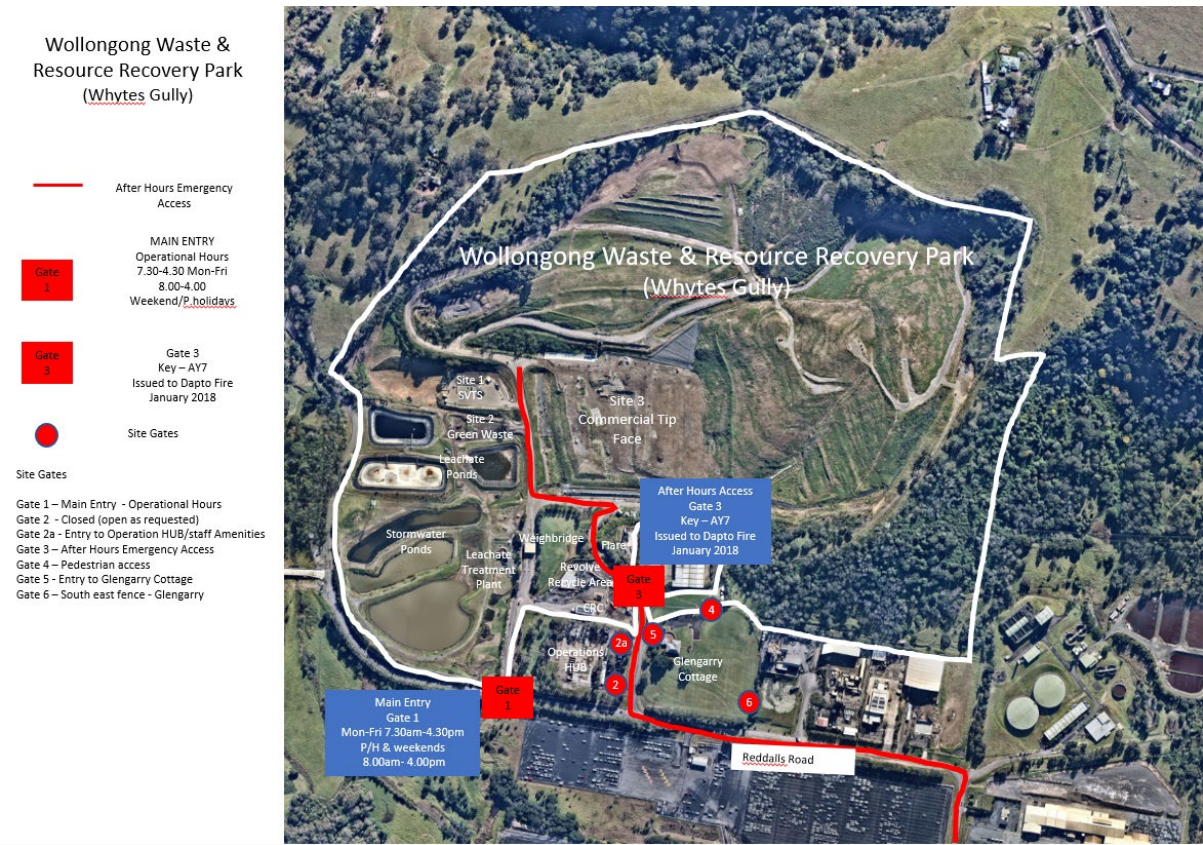 Wollongong Waste &
Resource Recovery Park
(Whytes Gully)
After Hours Emergency
Access
Gate
1
MAIN ENTRY
Operational Hours
7.30-4.30 Mon-Fri
8.00-4.00
Weekend/P.holidays
Gate
3
Gate 3
Key – AY7
Issued to Dapto Fire
January 2018
Site Gates
Site Gates
Gate 1 – Main Entry - Operational Hours
Gate 2 - Closed (open as requested)
Gate 2a - Entry to Operation HUB/staff Amenities
Gate 3 – After Hours Emergency Access
Gate 4 – Pedestrian access
Gate 5 - Entry to Glengarry Cottage
Gate 6 – South east fence - Glengarry
Wollongong Waste & Resource Recovery Park
(Whytes Gully)
Site 1
SVTS
Site 2
Green Waste
Leachate
Ponds
Site 3
Commercial Tip
Face
After Hours Access
Gate 3
Key – AY7
Issued to Dapto Fire
January 2018
Stormwater
Ponds
Leachate
Treatment
Plant
Weighbridge
Flare
Revolve
Recycle Area
CRC
Gate
3
4
5
2a
Operations/
HUB
2
Glengarry
Cottage
6
Gate
1
Main Entry
Gate 1
Mon-Fri 7.30am-4.30pm
P/H & weekends
8.00am- 4.00pm
Reddalls Road